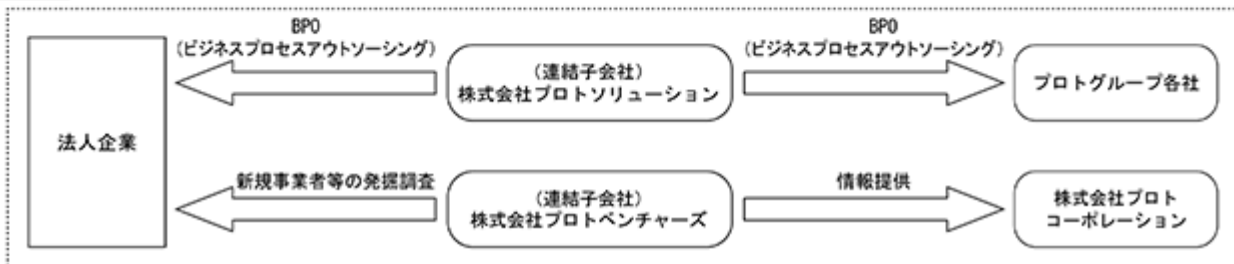 BPO
(ビジネスプロセスアウトソーシング)
BPO
(ビジネスプロセスアウトソーシング)
(連結子会社)
株式会社プロトソリューション
プロトグループ各社
法人企業
新規事業者等の発掘調査
(連結子会社)
株式会社プロトベンチャーズ
情報提供
株式会社プロト
コーポレーション